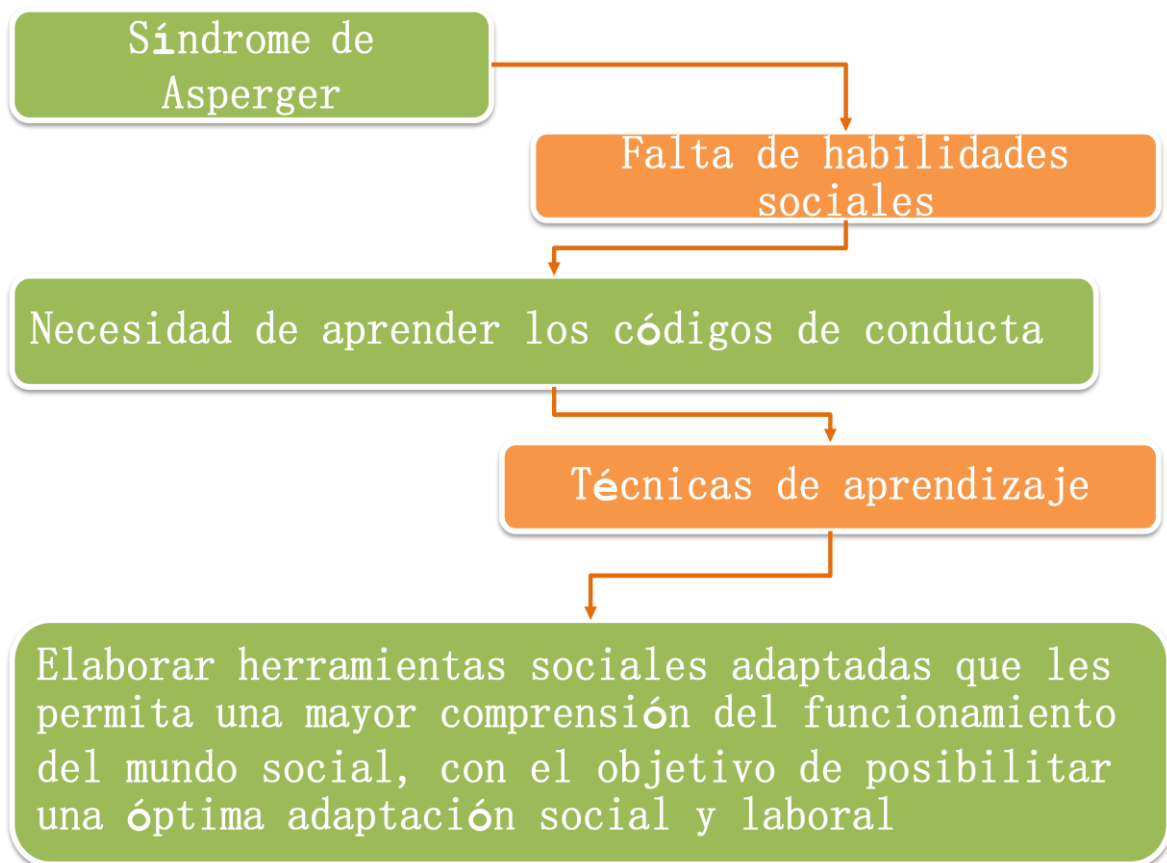 Síndrome de
Asperger
Falta de habilidades
sociales
Necesidad de aprender los códigos de conducta
Técnicas de aprendizaje
Elaborar herramientas sociales adaptadas que les
permita una mayor comprensión del funcionamiento
del mundo social, con el objetivo de posibilitar
una óptima adaptación social y laboral